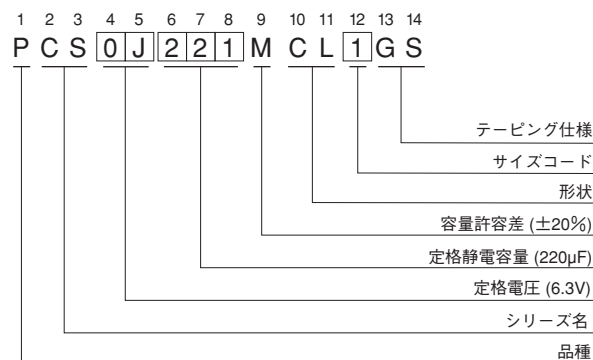 1 2 3 4 5 6 7 8 9 10 11 12 13 14
P C S 0 J 2 2 1 M C L 1 G S
テーピング仕様
サイズコード
形状
容量許容差 (±20%)
定格静電容量 (220μF)
定格電圧 (6.3V)
シリーズ名
品種